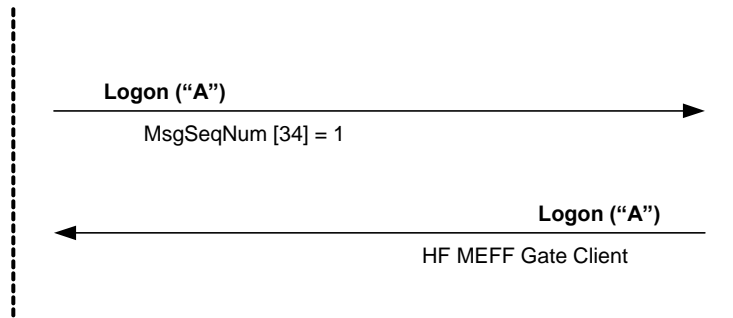 Logon (“A”)
MsgSeqNum [34] = 1
Logon (“A”)
HF MEFF Gate Client